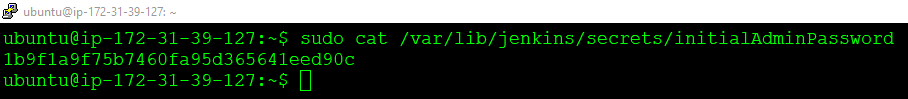 ubuntu@ip-172-31-39-127: ~
ubuntu@ip-172-31-39-127:~$ sudo cat /var/lib/jenkins/secrets/initialAdminPassword
1b9f1a9f75b7460fa95d365641eed90c
ubuntu@ip-172-31-39-127:~$